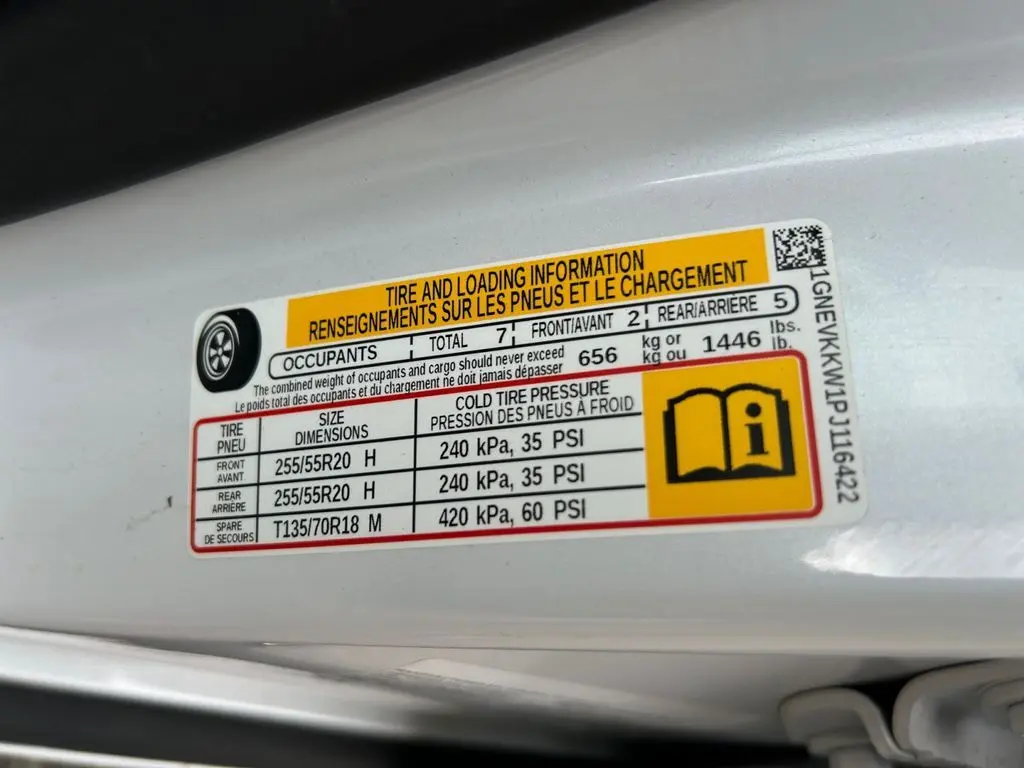 TIRE AND LOADING INFORMATION
RENSEIGNEMENTS SUR LES PNEUS ET LE CHARGEMENT
OCCUPANTS TOTAL 7 FRONT/AVANT 2 REAR/ARRIÈRE 5
The combined weight of occupants and cargo should never exceed 656 kg or 1446 lbs.
Le poids total des occupants et du chargement ne doit jamais dépasser kg ou lb.
TIRE SIZE COLD TIRE PRESSURE
PNEU DIMENSIONS PRESSION DES PNEUS À FROID
FRONT
AVANT 255/55R20 H 240 kPa, 35 PSI
REAR
ARRIÈRE 255/55R20 H 240 kPa, 35 PSI
SPARE
DE SECOURS T135/70R18 M 420 kPa, 60 PSI
i
1GNEVKKW1PJ116422